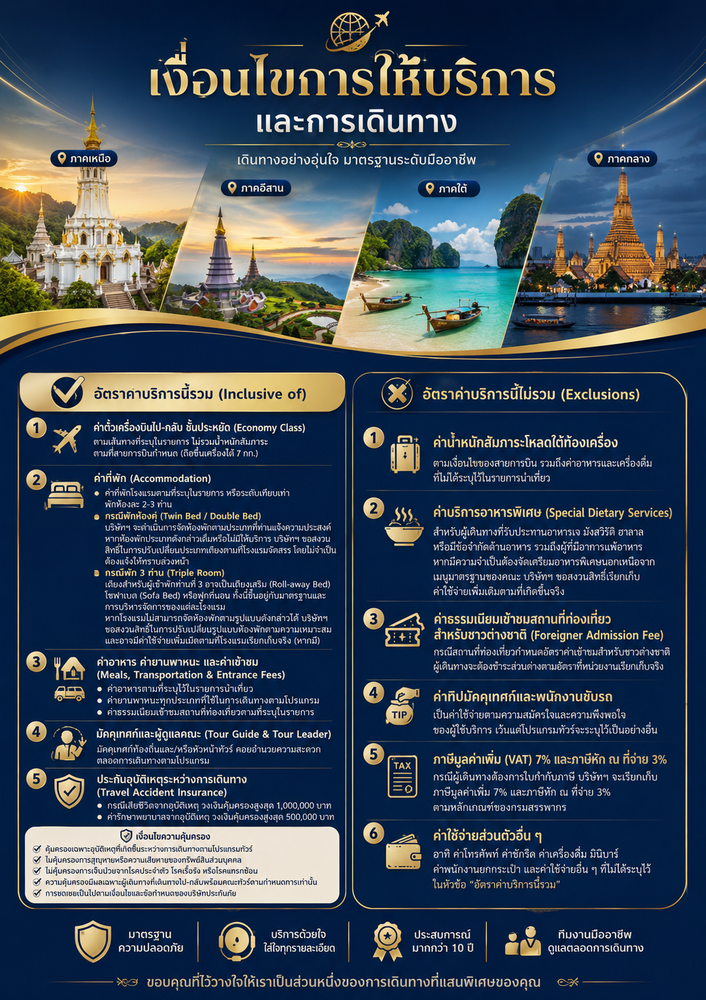 เงื่อนไขการให้บริการ
และการเดินทาง
เดินทางอย่างอุ่นใจ มาตรฐานระดับมืออาชีพ
ภาคเหนือ
ภาคอีสาน
ภาคใต้
ภาคกลาง
อัตราค่าบริการนี้รวม (Inclusive of)
1
ค่าตั๋วเครื่องบินไป-กลับ ชั้นประหยัด (Economy Class)
ตามเส้นทางที่ระบุในรายการ ไม่รวมน้ำหนักสัมภาระ
ตามที่สายการบินกำหนด (ถือขึ้นเครื่องได้ 7 กก.)
2
ค่าที่พัก (Accommodation)
ค่าที่พักโรงแรมตามที่ระบุในรายการ หรือระดับเทียบเท่า
พักห้องละ 2-3 ท่าน
กรณีพักห้องคู่ (Twin Bed / Double Bed)
บริษัทฯ จะดำเนินการจัดห้องพักตามประเภทที่ท่านแจ้งความประสงค์
หากห้องพักประเภทดังกล่าวเต็มหรือไม่มีให้บริการ บริษัทฯ ขอสงวน
สิทธิ์ในการปรับเปลี่ยนประเภทเตียงตามที่โรงแรมจัดสรร โดยไม่จำเป็น
ต้องแจ้งให้ทราบล่วงหน้า
กรณีพัก 3 ท่าน (Triple Room)
เตียงสำหรับผู้เข้าพักท่านที่ 3 อาจเป็นเตียงเสริม (Roll-away Bed)
โซฟาเบด (Sofa Bed) หรือฟูกที่นอน ทั้งนี้ขึ้นอยู่กับมาตรฐานและ
การบริหารจัดการของแต่ละโรงแรม
หากโรงแรมไม่สามารถจัดห้องพักตามรูปแบบดังกล่าวได้ บริษัทฯ
ขอสงวนสิทธิ์ในการปรับเปลี่ยนรูปแบบห้องพักตามความเหมาะสม
และอาจมีค่าใช้จ่ายเพิ่มเมิดตามที่โรงแรมเรียกเก็บจริง (หากมี)
3
ค่าอาหาร ค่ายานพาหนะ และค่าเข้าชม
(Meals, Transportation & Entrance Fees)
ค่าอาหารตามที่ระบุไว้ในรายการนำเที่ยว
ค่ายานพาหนะทุกประเภทที่ใช้ในการเดินทางตามโปรแกรม
ค่าธรรมเนียมเข้าชมสถานที่ท่องเที่ยวตามที่ระบุในรายการ
4
มัคคุเทศก์และผู้ดูแลคณะ (Tour Guide & Tour Leader)
มัคคุเทศก์ท้องถิ่นและ/หรือหัวหน้าทัวร์ คอยอำนวยความสะดวก
ตลอดการเดินทางตามโปรแกรม
5
ประกันอุบัติเหตุระหว่างการเดินทาง
(Travel Accident Insurance)
กรณีเสียชีวิตจากอุบัติเหตุ วงเงินคุ้มครองสูงสุด 1,000,000 บาท
ค่ารักษาพยาบาลจากอุบัติเหตุ วงเงินคุ้มครองสูงสุด 500,000 บาท
เงื่อนไขความคุ้มครอง
คุ้มครองเฉพาะอุบัติเหตุที่เกิดขึ้นระหว่างการเดินทางตามโปรแกรมทัวร์
ไม่คุ้มครองการสูญหายหรือความเสียหายของทรัพย์สินส่วนบุคคล
ไม่คุ้มครองการเจ็บป่วยจากโรคประจำตัว โรคเรื้อรัง หรือโรคแทรกซ้อน
ความคุ้มครองมีผลเฉพาะผู้เดินทางที่เดินทางไป-กลับพร้อมคณะทัวร์ตามกำหนดการเท่านั้น
การชดเชยเป็นไปตามเงื่อนไขและข้อกำหนดของบริษัทประกันภัย
อัตราค่าบริการนี้ไม่รวม (Exclusions)
1
ค่าน้ำหนักสัมภาระโหลดใต้ท้องเครื่อง
ตามเงื่อนไขของสายการบิน รวมถึงค่าอาหารและเครื่องดื่ม
ที่ไม่ได้ระบุไว้ในรายการนำเที่ยว
2
ค่าบริการอาหารพิเศษ (Special Dietary Services)
สำหรับผู้เดินทางที่รับประทานอาหารเจ มังสวิรัติ ฮาลาล
หรือมีข้อจำกัดด้านอาหาร รวมถึงผู้ที่มีอาการแพ้อาหาร
หากมีความจำเป็นต้องจัดเตรียมอาหารพิเศษนอกเหนือจาก
เมนูมาตรฐานของคณะ บริษัทฯ ขอสงวนสิทธิ์เรียกเก็บ
ค่าใช้จ่ายเพิ่มเติมตามที่เกิดขึ้นจริง
3
ค่าธรรมเนียมเข้าชมสถานที่ท่องเที่ยว
สำหรับชาวต่างชาติ (Foreigner Admission Fee)
กรณีสถานที่ท่องเที่ยวกำหนดอัตราค่าเข้าชมสำหรับชาวต่างชาติ
ผู้เดินทางจะต้องชำระส่วนต่างตามอัตราที่หน่วยงานเรียกเก็บจริง
4
TIP
ค่าทิปมัคคุเทศก์และพนักงานขับรถ
เป็นค่าใช้จ่ายตามความสมัครใจและความพึงพอใจ
ของผู้ใช้บริการ เว้นแต่โปรแกรมทัวร์จะระบุไว้เป็นอย่างอื่น
5
TAX
ภาษีมูลค่าเพิ่ม (VAT) 7% และภาษีหัก ณ ที่จ่าย 3%
กรณีผู้เดินทางต้องการใบกำกับภาษี บริษัทฯ จะเรียกเก็บ
ภาษีมูลค่าเพิ่ม 7% และภาษีหัก ณ ที่จ่าย 3%
ตามหลักเกณฑ์ของกรมสรรพากร
6
ค่าใช้จ่ายส่วนตัวอื่น ๆ
อาทิ ค่าโทรศัพท์ ค่าซักรีด ค่าเครื่องดื่ม มินิบาร์
ค่าพนักงานยกกระเป๋า และค่าใช้จ่ายอื่น ๆ ที่ไม่ได้ระบุไว้
ในหัวข้อ "อัตราค่าบริการนี้รวม"
มาตรฐาน
ความปลอดภัย
บริการด้วยใจ
ใส่ใจทุกรายละเอียด
ประสบการณ์
มากกว่า 10 ปี
ทีมงานมืออาชีพ
ดูแลตลอดการเดินทาง
ขอบคุณที่ไว้วางใจให้เราเป็นส่วนหนึ่งของการเดินทางที่แสนพิเศษของคุณ